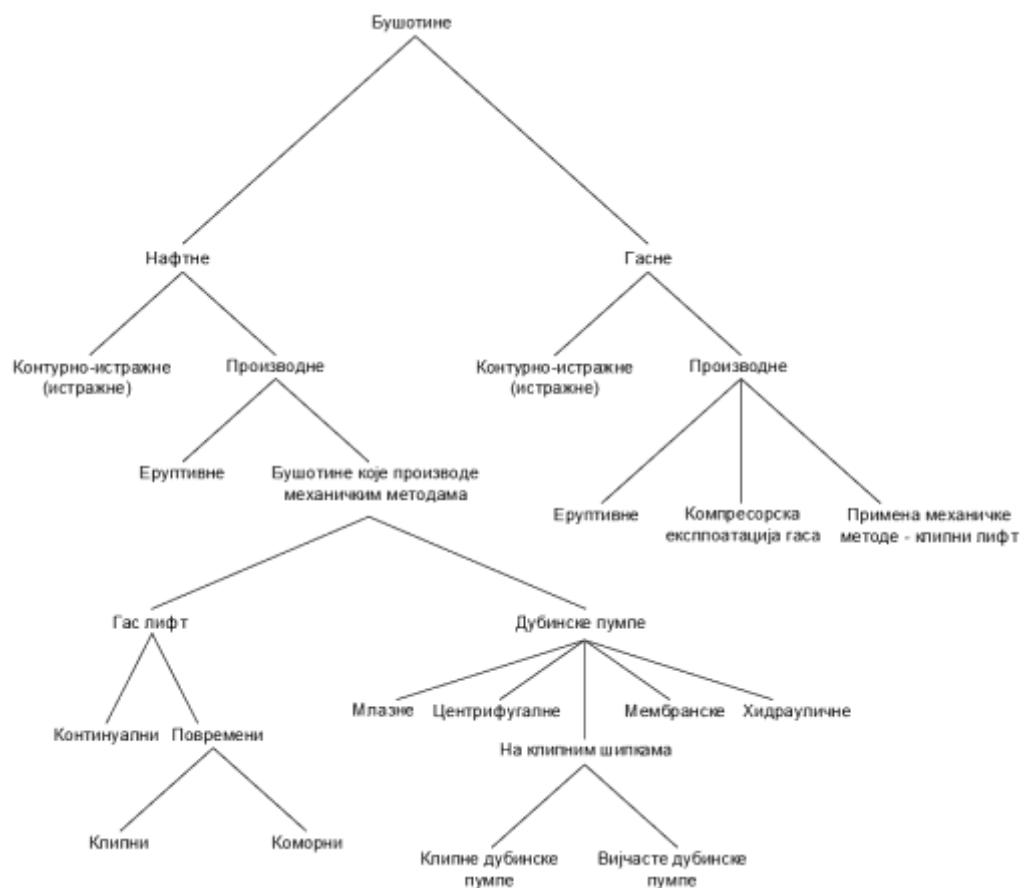 Бушотине
Нафтне
Гасне
Контурно-истражне
(истражне)
Производне
Контурно-истражне
(истражне)
Производне
Еруптивне
Бушотине које производе
механичким методама
Еруптивне
Компресорска
експлоатација гаса
Примена механичке
методе - клипни лифт
Гас лифт
Дубинске пумпе
Млазне
Центрифугалне
Мембранске
Хидрауличне
Континуални
Повремени
На клипним шипкама
Клипни
Коморни
Клипне дубинске
пумпе
Вијчасте дубинске
пумпе